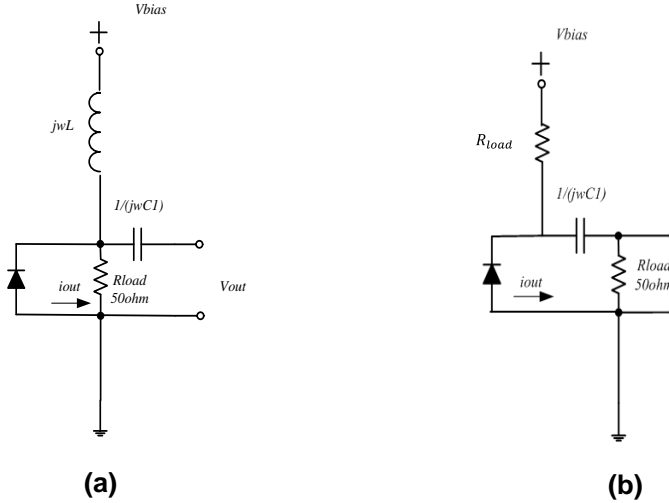 Vbias
+
jwL
1/(jwC1)
Rload
50ohm
iout
Vout
(a)
Vbias
+
Rload
1/(jwC1)
Rload
50ohm
iout
(b)